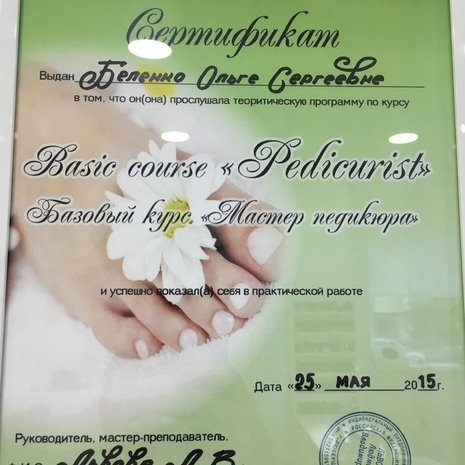 Сертификат
Выдан Беленко Ольге Сергеевне
в том, что он(она) прослушала теоритическую программу по курсу
Basic course «Pedicurist»
Базовый курс «Мастер педикюра»
и успешно показал(а) себя в практической работе
Дата «25» мая 2015г.
Руководитель, мастер-преподаватель.